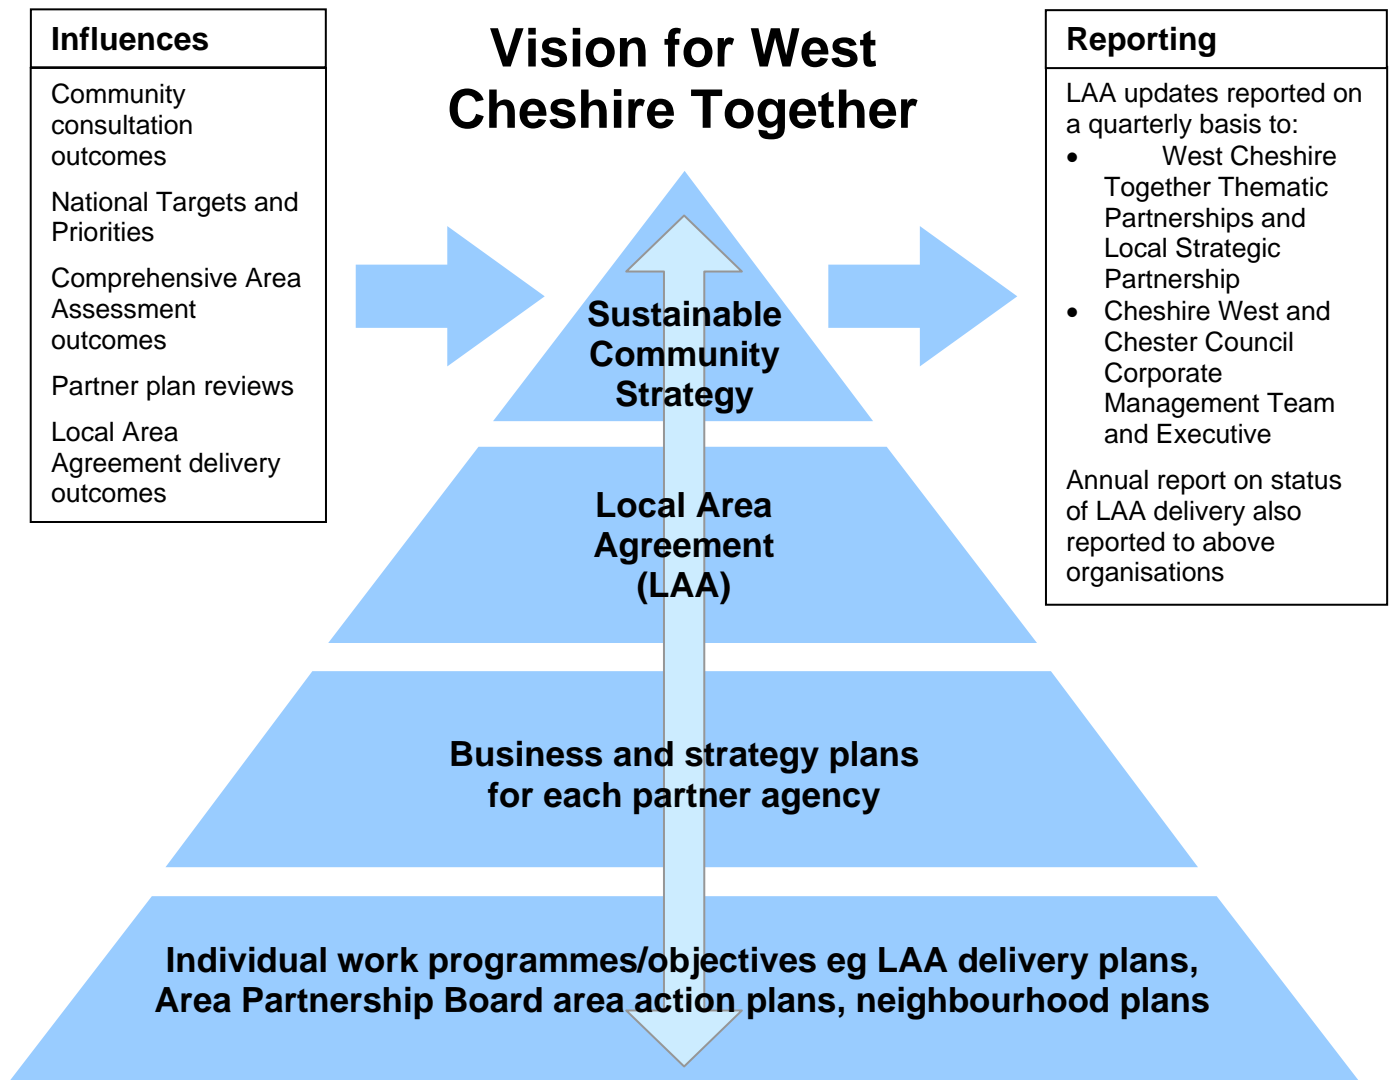 Influences
Community
consultation
outcomes
National Targets and
Priorities
Comprehensive Area
Assessment
outcomes
Partner plan reviews
Local Area
Agreement delivery
outcomes
Vision for West
Cheshire Together
Sustainable
Community
Strategy
Local Area
Agreement
(LAA)
Business and strategy plans
for each partner agency
Individual work programmes/objectives eg LAA delivery plans,
Area Partnership Board area action plans, neighbourhood plans
Reporting
LAA updates reported on
a quarterly basis to:
• West Cheshire
Together Thematic
Partnerships and
Local Strategic
Partnership
• Cheshire West and
Chester Council
Corporate
Management Team
and Executive
Annual report on status
of LAA delivery also
reported to above
organisations